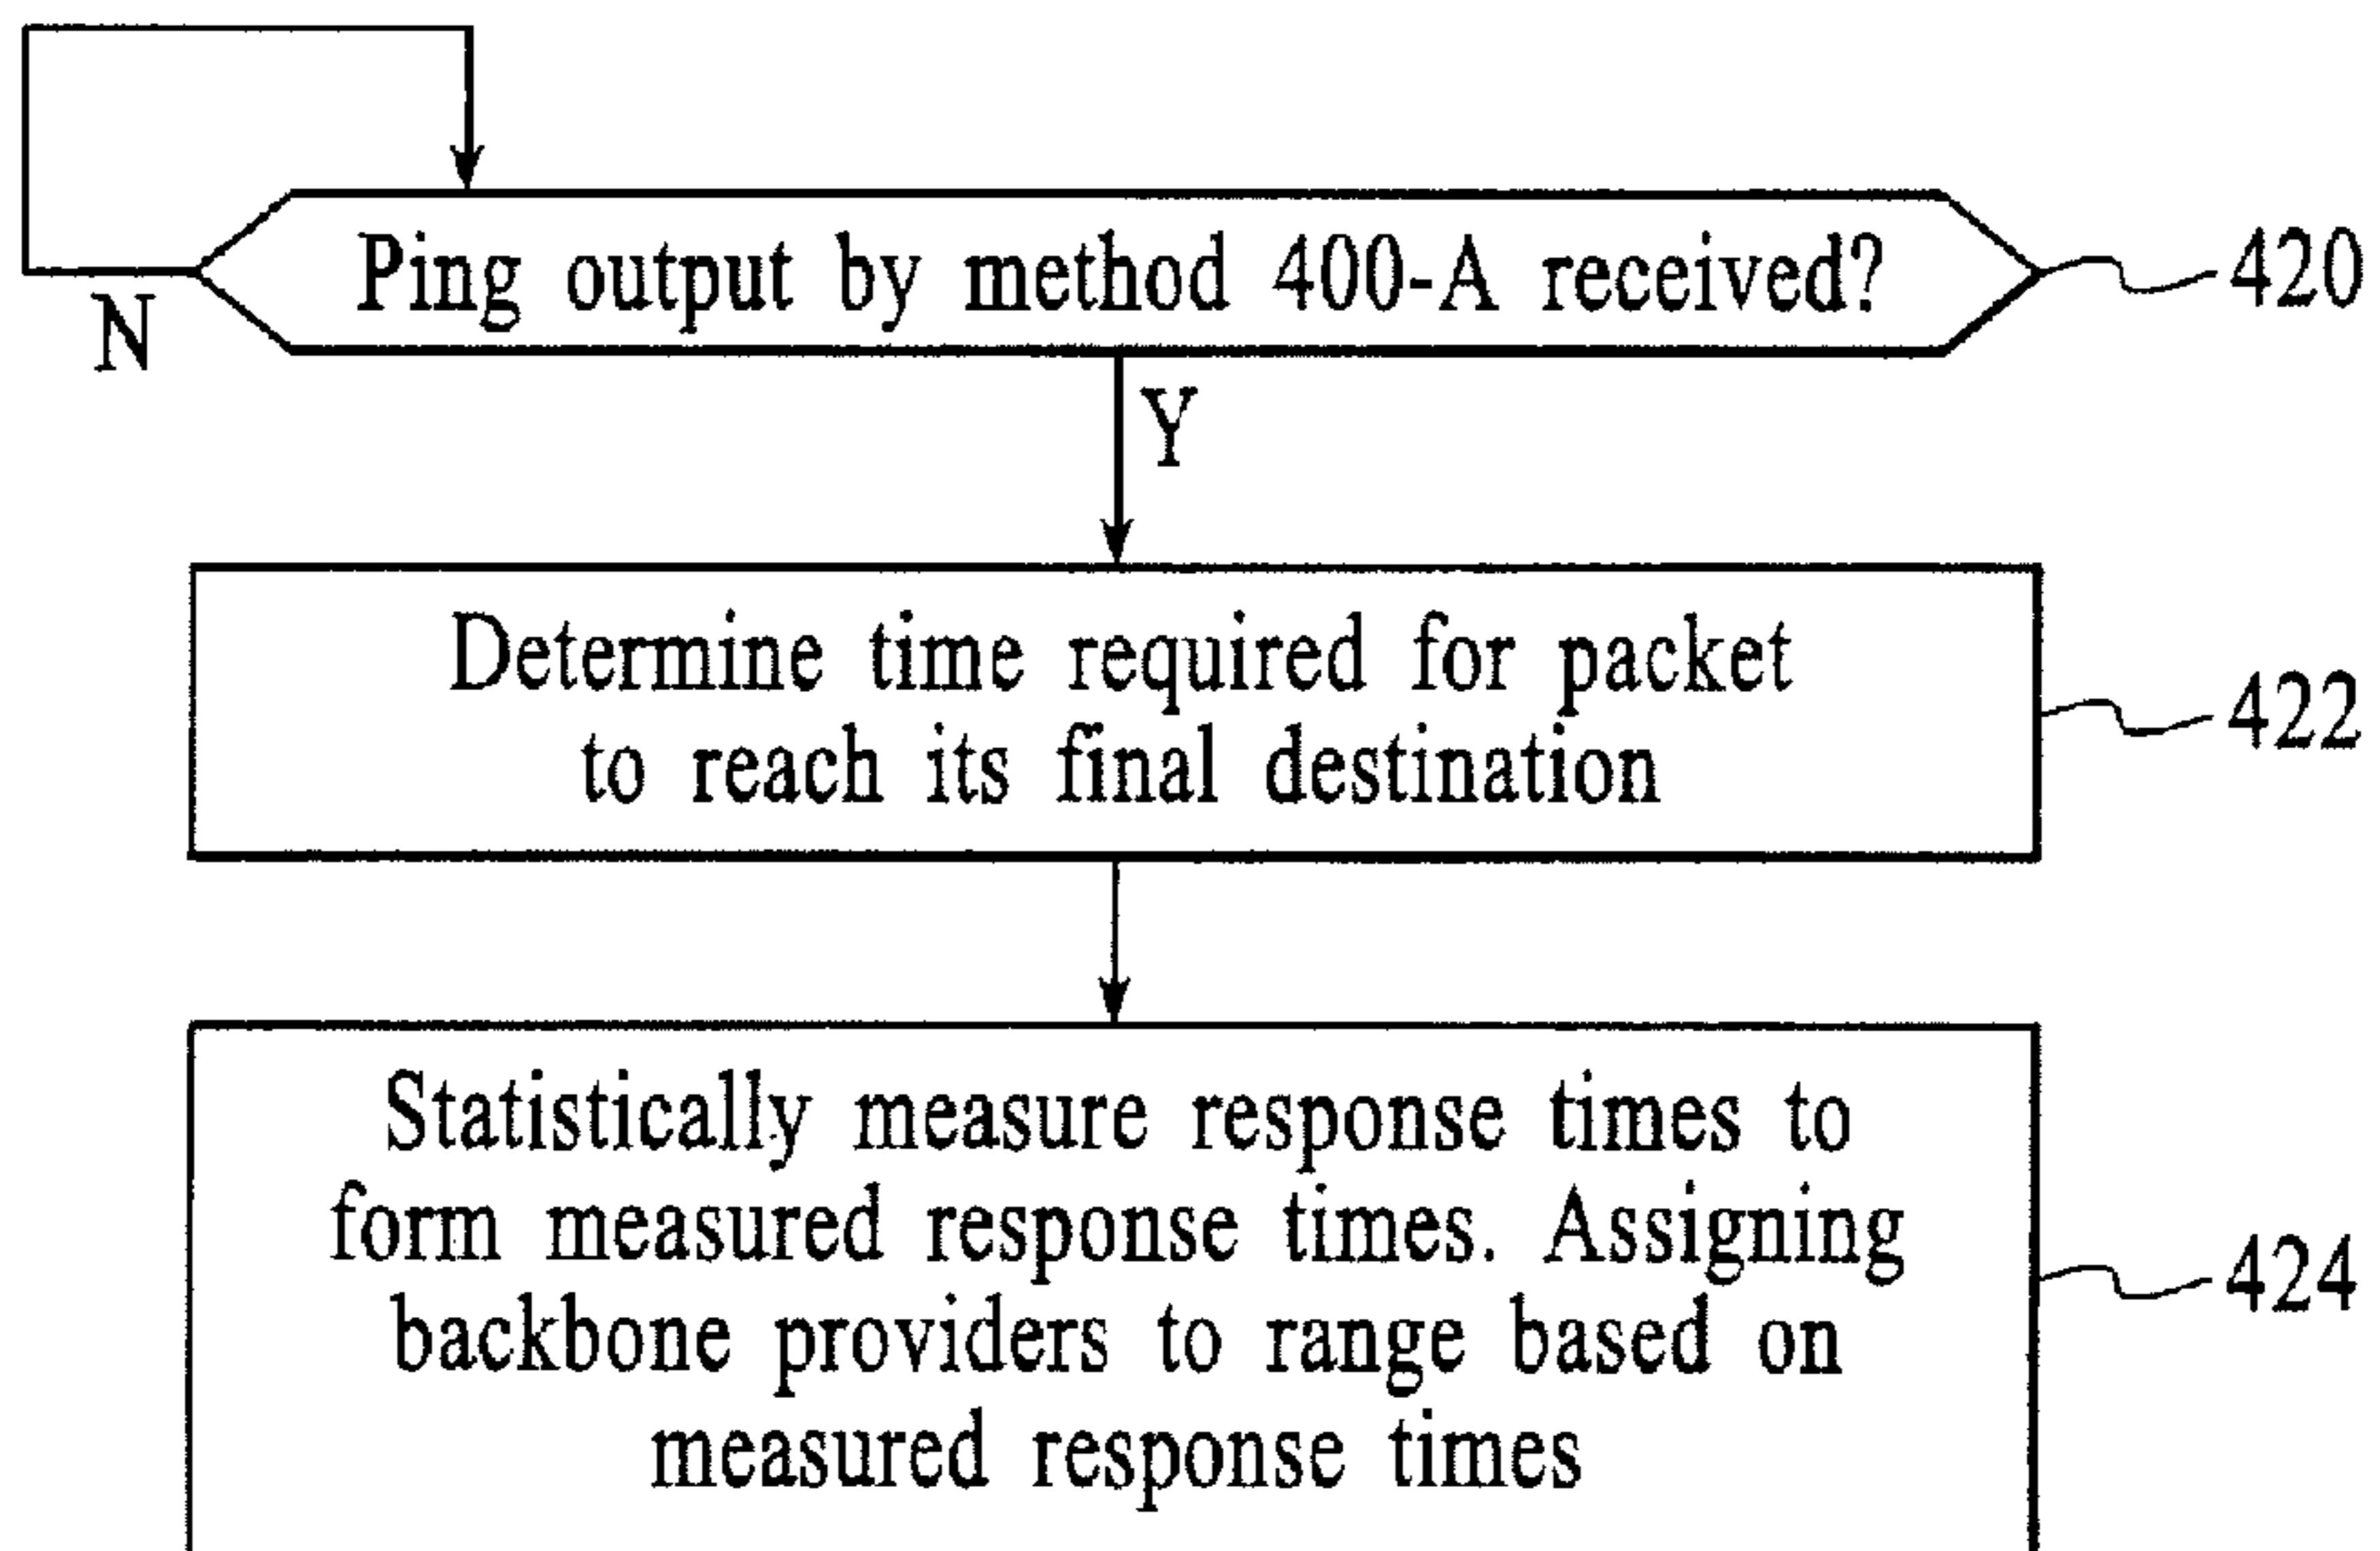 Ping output by method 400-A received?
420
N
Y
Determine time required for packet
to reach its final destination
422
Statistically measure response times to
form measured response times. Assigning
backbone providers to range based on
measured response times
424